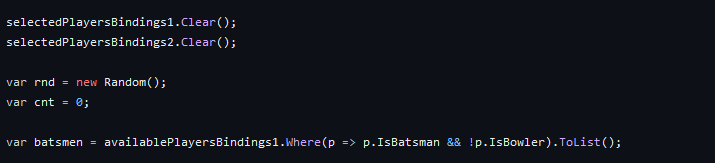 selectedPlayersBindings1.Clear();
selectedPlayersBindings2.Clear();
var rnd = new Random();
var cnt = 0;
var batsmen = availablePlayersBindings1.Where(p => p.IsBatsman && !p.IsBowler).ToList();